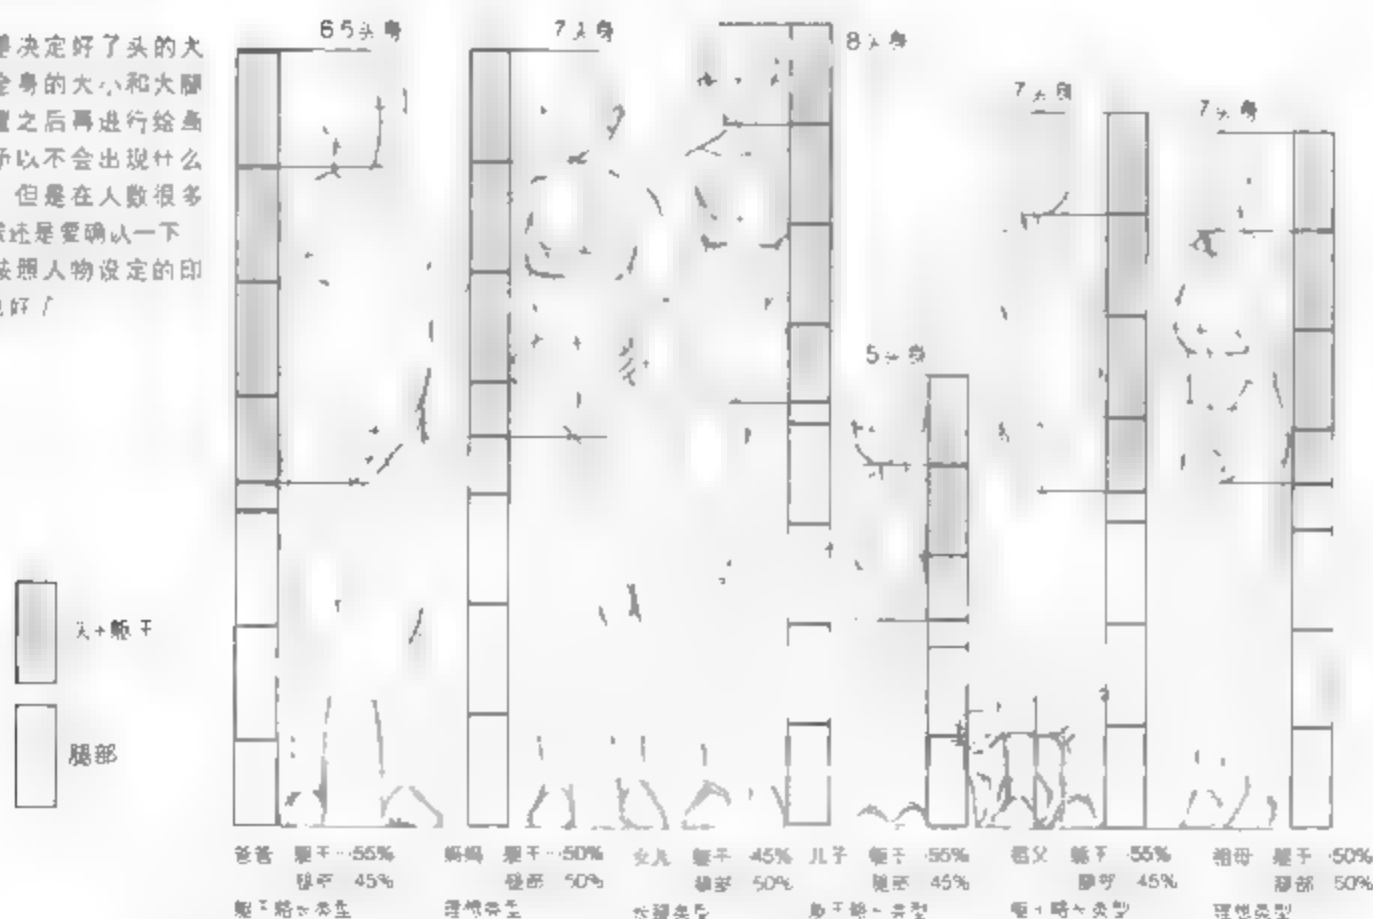 决定好了头的大
全身的大小和大腿
置之后再进行绘画
所以不会出现什么
但是在人数很多
还是要确认一下
按照人物设定的印
好
6.5头身
7头身
8头身
7头身
7头身
5头身
头+躯干
腿部
爸爸 躯干…55%
腿部 45%
躯干略长类型
妈妈 躯干…50%
腿部 50%
理想类型
女儿 躯干 45%
腿部 50%
长腿类型
儿子 躯干 55%
腿部 45%
躯干略长类型
祖父 躯干 55%
腿部 45%
躯干略长类型
祖母 躯干 50%
腿部 50%
理想类型